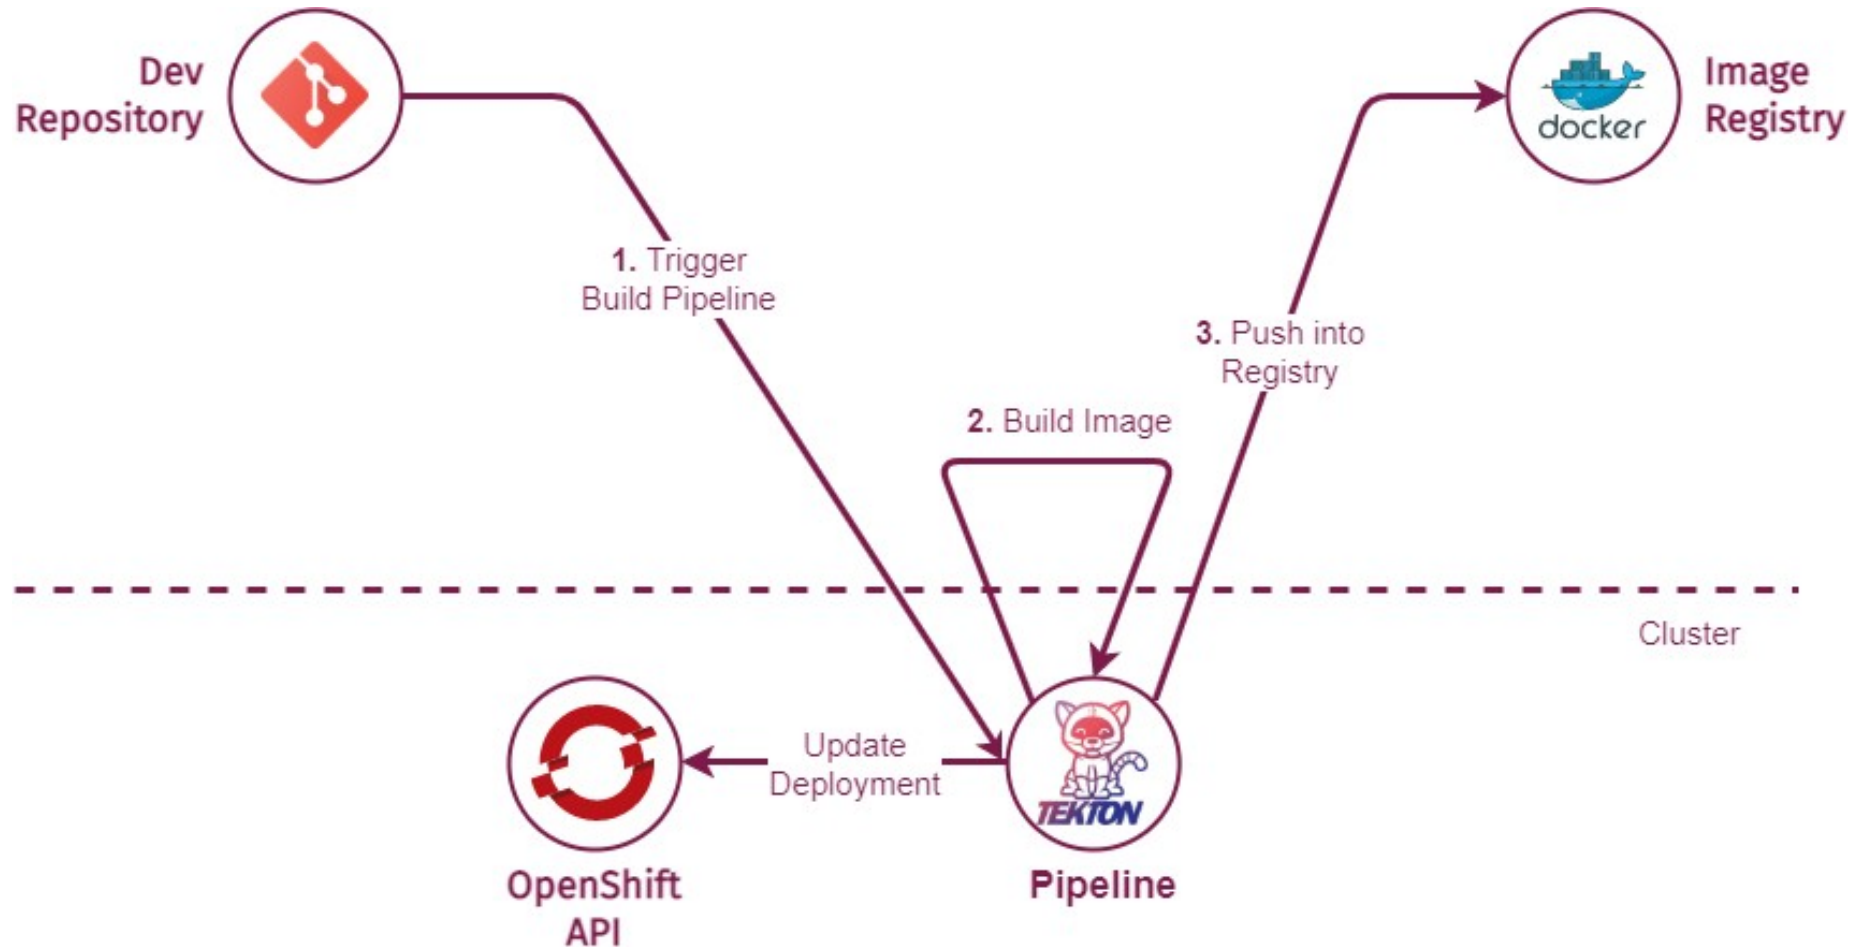 Dev
Repository
docker
Image
Registry
1. Trigger
Build Pipeline
3. Push into
Registry
2. Build Image
Cluster
Update
Deployment
TEKTON
OpenShift
API
Pipeline